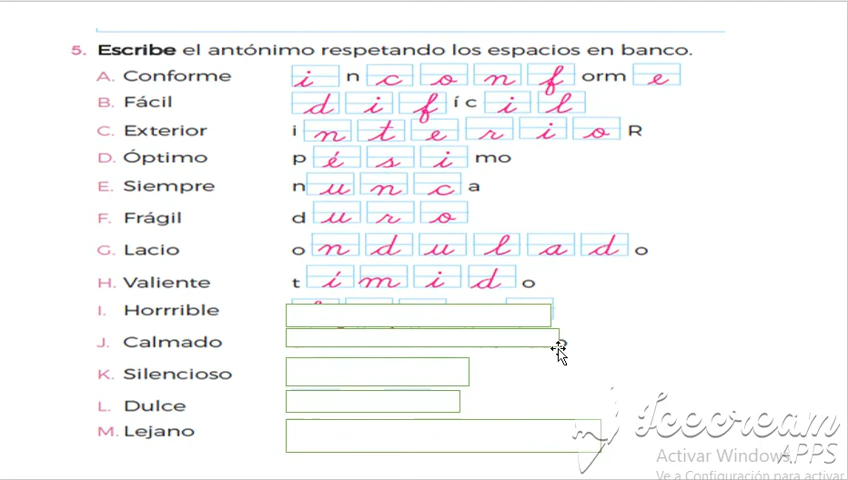 5. Escribe el antónimo respetando los espacios en banco.
A. Conforme i n c o n f orm e
B. Fácil d i f í c i l
C. Exterior i n t e r i o R
D. Óptimo p é s i mo
E. Siempre n u n c a
F. Frágil d u r o
G. Lacio o n d u l a d o
H. Valiente t í m i d o
I. Horrrible
J. Calmado
K. Silencioso
L. Dulce
M. Lejano
Icecream
APPS
Activar Windows
Ve a Configuración para activar